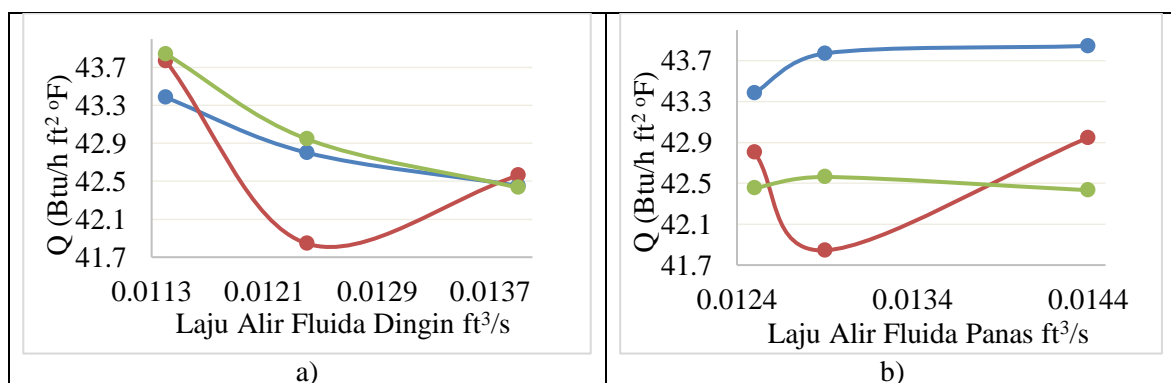 Q (Btu/h ft² ᵒF)
43.7
43.3
42.9
42.5
42.1
41.7
0.0113 0.0121 0.0129 0.0137
Laju Alir Fluida Dingin ft³/s
a)
Q (Btu/h ft² ᵒF)
43.7
43.3
42.9
42.5
42.1
41.7
0.0124 0.0134 0.0144
Laju Alir Fluida Panas ft³/s
b)